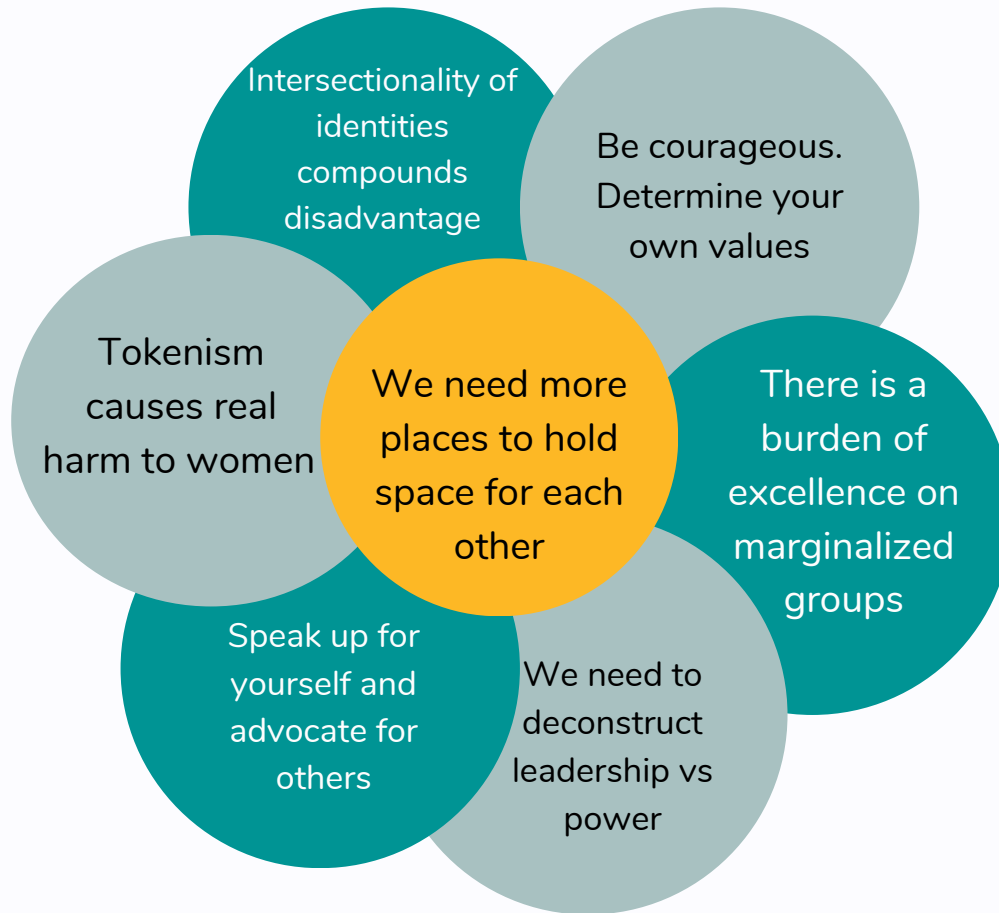 Intersectionality of
identities
compounds
disadvantage
Be courageous.
Determine your
own values
Tokenism
causes real
harm to women
We need more
places to hold
space for each
other
There is a
burden of
excellence on
marginalized
groups
Speak up for
yourself and
advocate for
others
We need to
deconstruct
leadership vs
power